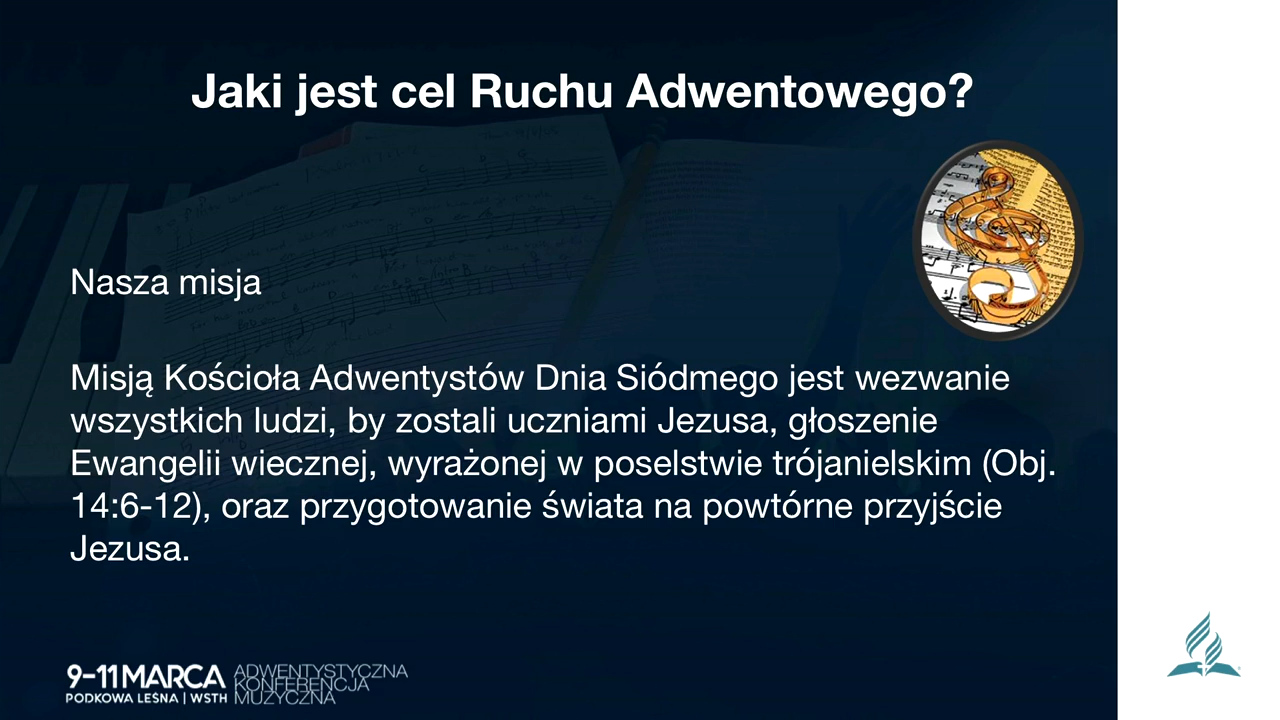 Jaki jest cel Ruchu Adwentowego?
Nasza misja
Misją Kościoła Adwentystów Dnia Siódmego jest wezwanie
wszystkich ludzi, by zostali uczniami Jezusa, głoszenie
Ewangelii wiecznej, wyrażonej w poselstwie trójanielskim (Obj.
14:6-12), oraz przygotowanie świata na powtórne przyjście
Jezusa.
9-11 MARCA
PODKOWA LEŚNA | WSTH
ADWENTYSTYCZNA
KONFERENCJA
MUZYCZNA